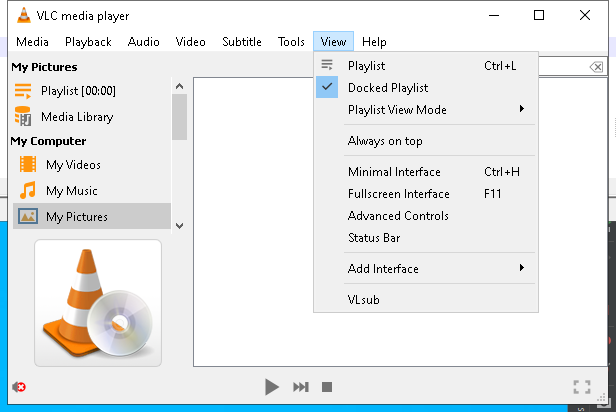 VLC media player
Media Playback Audio Video Subtitle Tools View Help
My Pictures
Playlist [00:00]
Media Library
My Computer
My Videos
My Music
My Pictures
Playlist Ctrl+L
Docked Playlist
Playlist View Mode
Always on top
Minimal Interface Ctrl+H
Fullscreen Interface F11
Advanced Controls
Status Bar
Add Interface
VLsub